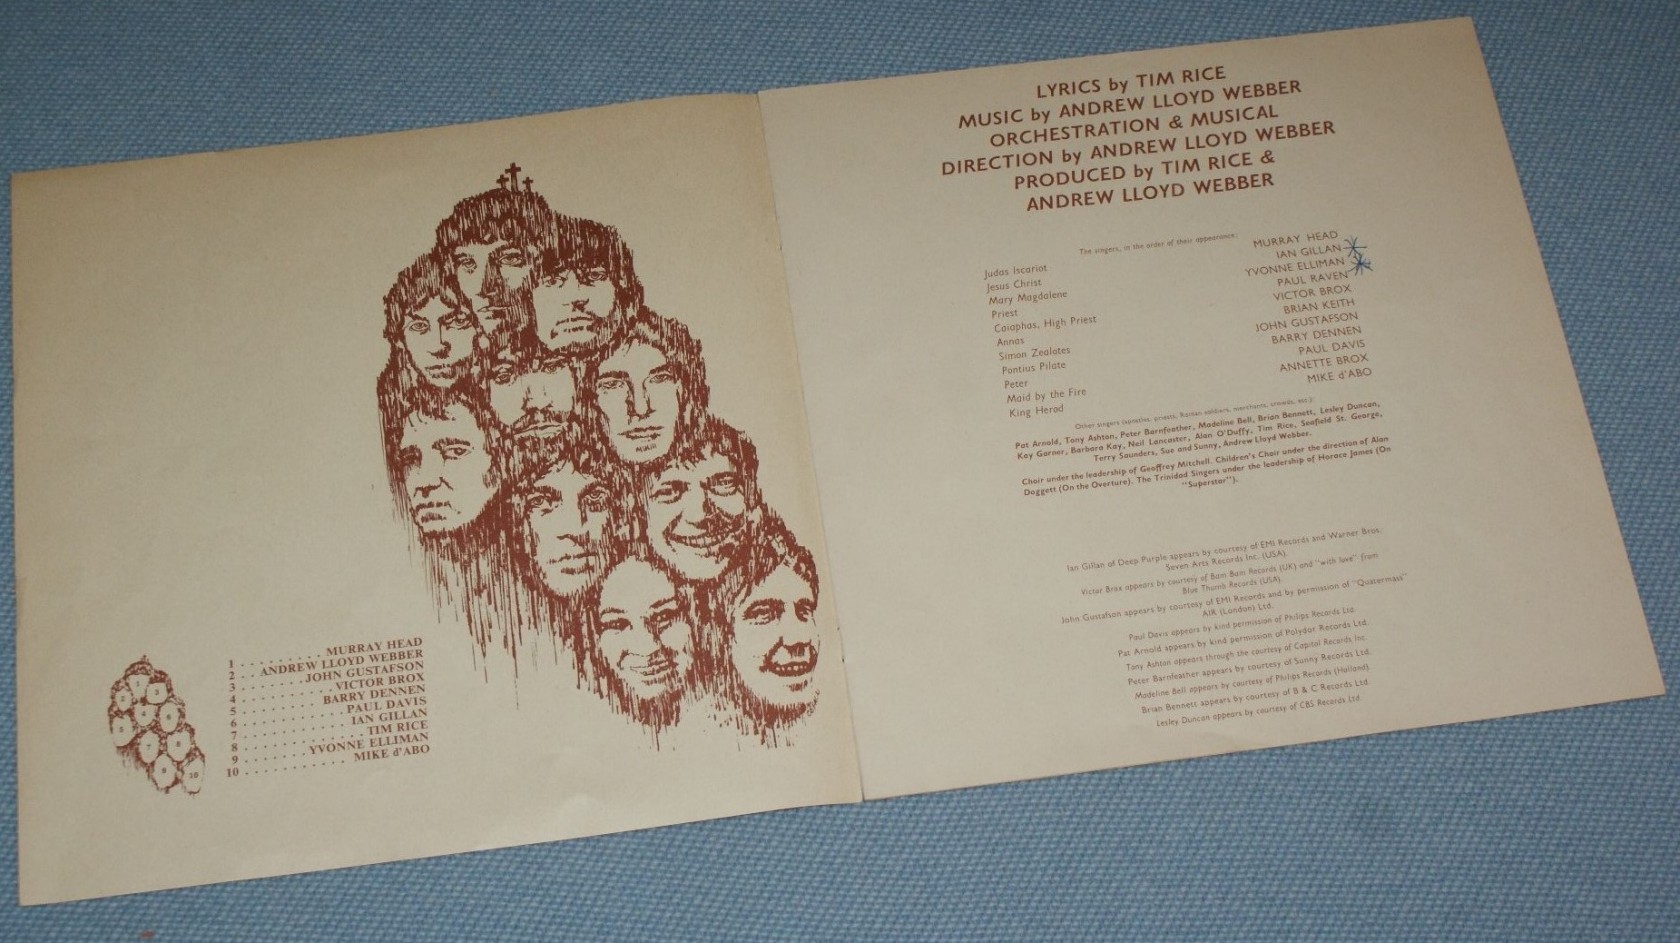 1 . . . . . . . . . MURRAY HEAD
2 . . ANDREW LLOYD WEBBER
3 . . . . . . . JOHN GUSTAFSON
4 . . . . . . . . . . VICTOR BROX
5 . . . . . . . . . BARRY DENNEN
6 . . . . . . . . . . . PAUL DAVIS
7 . . . . . . . . . . . . IAN GILLAN
8 . . . . . . . . . . . . . TIM RICE
9 . . . . . . . YVONNE ELLIMAN
10 . . . . . . . . . . . MIKE d'ABO
LYRICS by TIM RICE
MUSIC by ANDREW LLOYD WEBBER
ORCHESTRATION & MUSICAL
DIRECTION by ANDREW LLOYD WEBBER
PRODUCED by TIM RICE &
ANDREW LLOYD WEBBER
The singers, in the order of their appearance:
Judas Iscariot MURRAY HEAD
Jesus Christ IAN GILLAN
Mary Magdalene YVONNE ELLIMAN
Priest PAUL RAVEN
Caiaphas, High Priest VICTOR BROX
Annas BRIAN KEITH
Simon Zealotes JOHN GUSTAFSON
Pontius Pilate BARRY DENNEN
Peter PAUL DAVIS
Maid by the Fire ANNETTE BROX
King Herod MIKE d'ABO
Other singers (apostles, priests, Roman soldiers, merchants, crowds, etc.):
Pat Arnold, Tony Ashton, Peter Barnfeather, Madeline Bell, Brian Bennett, Lesley Duncan,
Kay Garner, Barbara Kay, Neil Lancaster, Alan O'Duffy, Tim Rice, Seafield St. George,
Terry Saunders, Sue and Sunny, Andrew Lloyd Webber.
Choir under the leadership of Geoffrey Mitchell. Children's Choir under the direction of Alan
Doggett (On the Overture). The Trinidad Singers under the leadership of Horace James (On
"Superstar").
Ian Gillan of Deep Purple appears by courtesy of EMI Records and Warner Bros.
Seven Arts Records Inc. (USA).
Victor Brox appears by courtesy of Bam Bam Records (UK) and "with love" from
Blue Thumb Records (USA).
John Gustafson appears by courtesy of EMI Records and by permission of "Quatermass"
AIR (London) Ltd.
Paul Davis appears by kind permission of Philips Records Ltd.
Pat Arnold appears by kind permission of Polydor Records Ltd.
Tony Ashton appears through the courtesy of Capitol Records Inc.
Peter Barnfeather appears by courtesy of Sunny Records Ltd.
Madeline Bell appears by courtesy of Philips Records (Holland).
Brian Bennett appears by courtesy of B & C Records Ltd.
Lesley Duncan appears by courtesy of CBS Records Ltd.